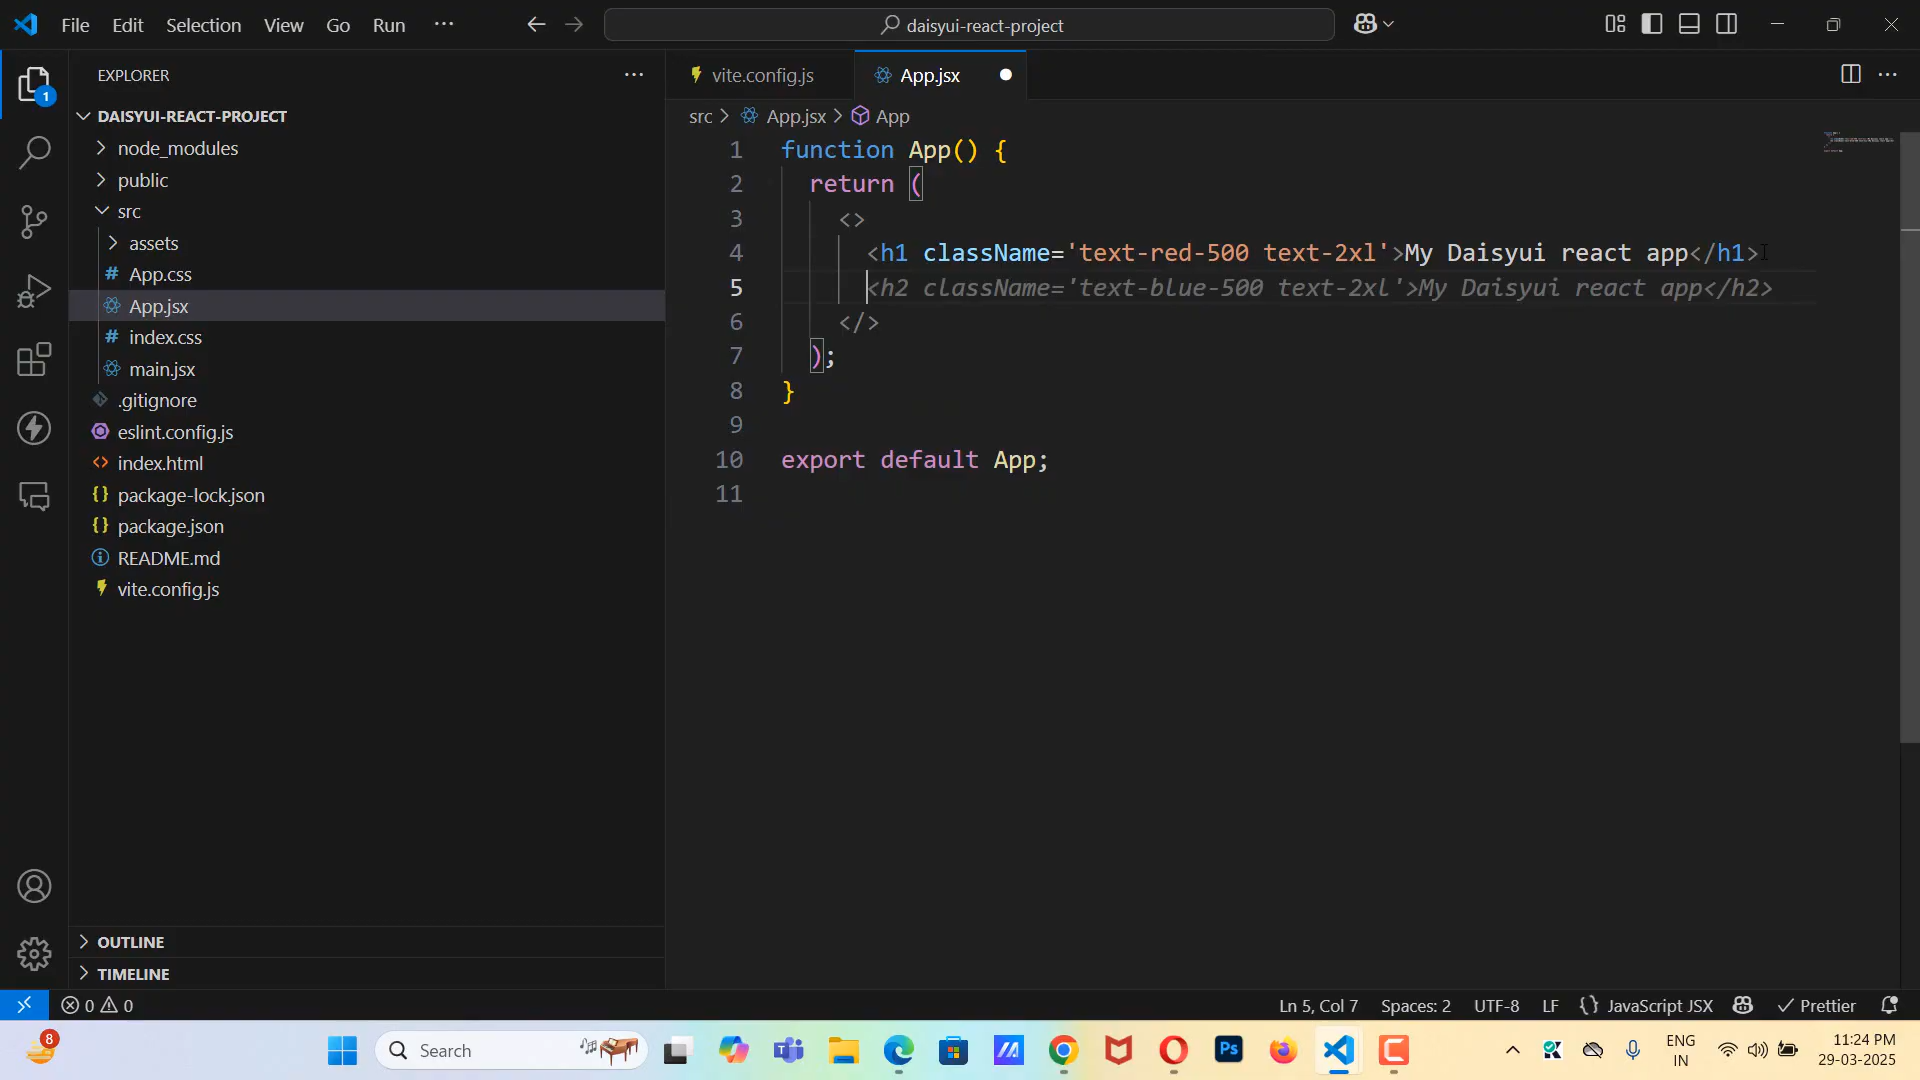 File Edit Selection View Go Run ···
daisyui-react-project
EXPLORER
DAISYUI-REACT-PROJECT
node_modules
public
src
assets
App.css
App.jsx
index.css
main.jsx
.gitignore
eslint.config.js
index.html
package-lock.json
package.json
README.md
vite.config.js
OUTLINE
TIMELINE
1
vite.config.js
App.jsx
src > App.jsx > App
1 function App() {
2 return (
3 <>
4 <h1 className='text-red-500 text-2xl'>My Daisyui react app</h1>
5 <h2 className='text-blue-500 text-2xl'>My Daisyui react app</h2>
6 </>
7 );
8 }
9
10 export default App;
11
0 0
Ln 5, Col 7 Spaces: 2 UTF-8 LF {} JavaScript JSX Prettier
8
Search
Ps
ENG
IN
11:24 PM
29-03-2025